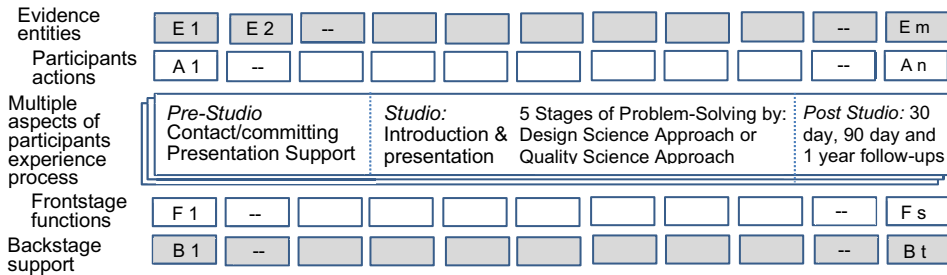 Evidence
entities
E 1 E 2 -- -- E m
Participants
actions
A 1 -- -- A n
Multiple
aspects of
participants
experience
process
Pre-Studio
Contact/committing
Presentation Support
Studio:
Introduction &
presentation
5 Stages of Problem-Solving by:
Design Science Approach or
Quality Science Approach
Post Studio: 30
day, 90 day and
1 year follow-ups
Frontstage
functions
F 1 -- -- F s
Backstage
support
B 1 -- -- B t